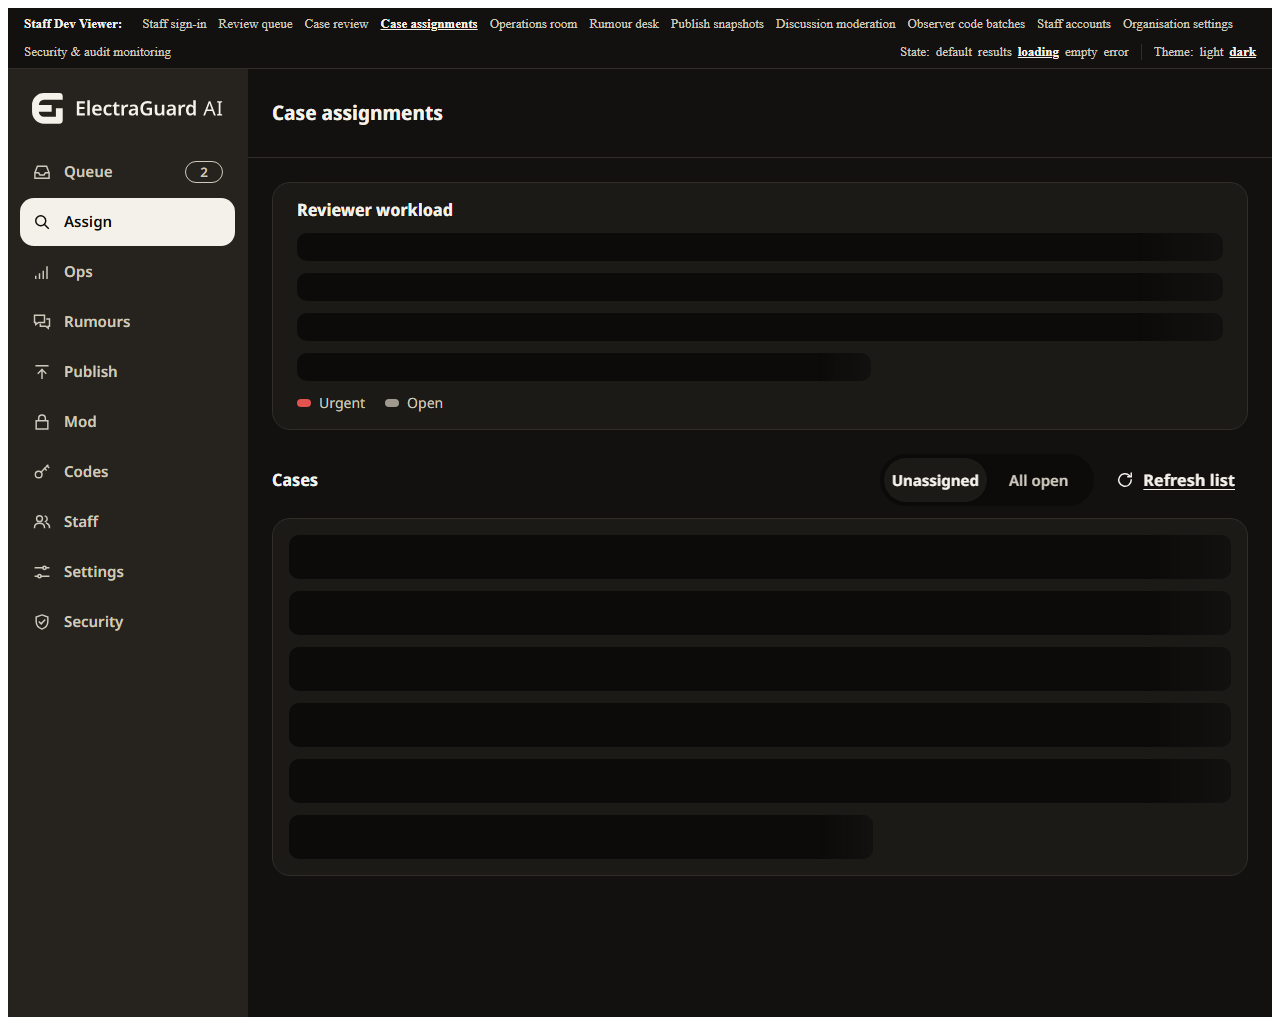 Staff Dev Viewer: Staff sign-in Review queue Case review Case assignments Operations room Rumour desk Publish snapshots Discussion moderation Observer code batches Staff accounts Organisation settings
Security & audit monitoring State: default results loading empty error Theme: light dark
ElectraGuard AI
Case assignments
Queue 2
Assign
Ops
Rumours
Publish
Mod
Codes
Staff
Settings
Security
Reviewer workload
Urgent Open
Cases Unassigned All open Refresh list